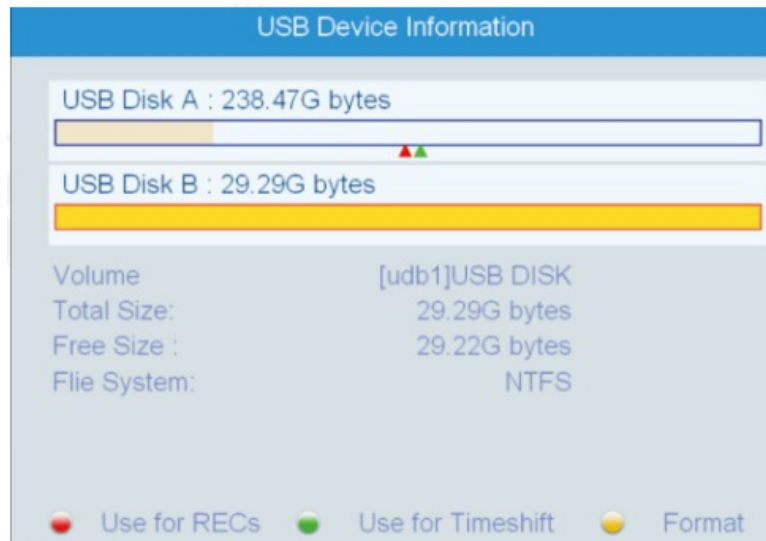 USB Device Information
USB Disk A : 238.47G bytes
USB Disk B : 29.29G bytes
Volume [udb1]USB DISK
Total Size: 29.29G bytes
Free Size : 29.22G bytes
Flie System: NTFS
Use for RECs Use for Timeshift Format